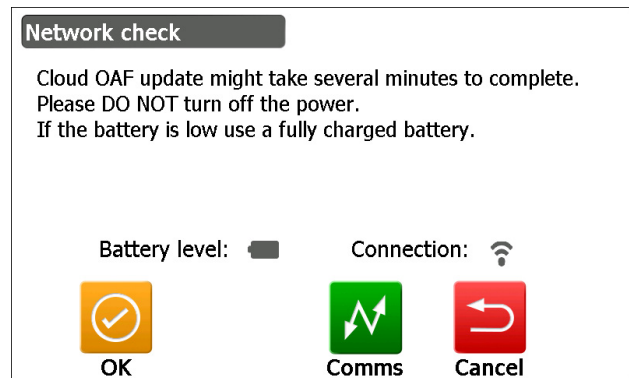 Network check
Cloud OAF update might take several minutes to complete.
Please DO NOT turn off the power.
If the battery is low use a fully charged battery.
Battery level: Connection:
OK Comms Cancel